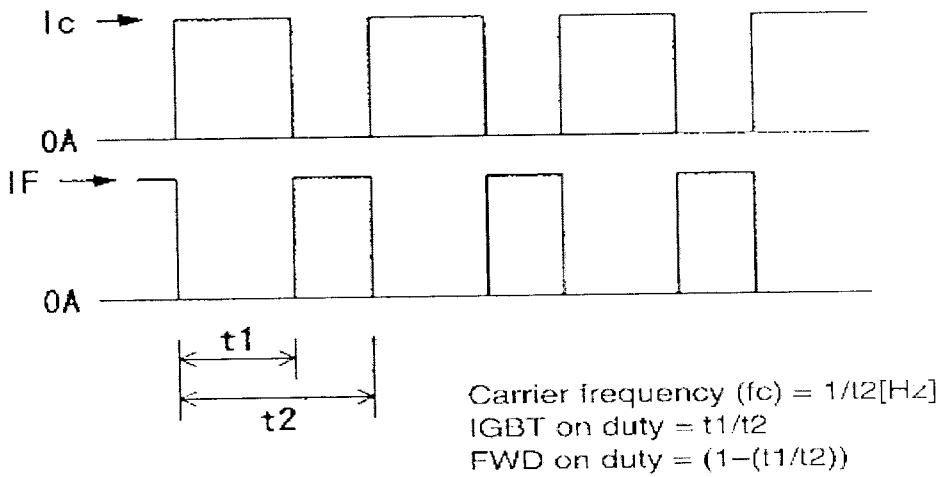 Ic
0A
IF
0A
t1
t2
Carrier frequency (fc) = 1/t2[Hz]
IGBT on duty = t1/t2
FWD on duty = (1-(t1/t2))